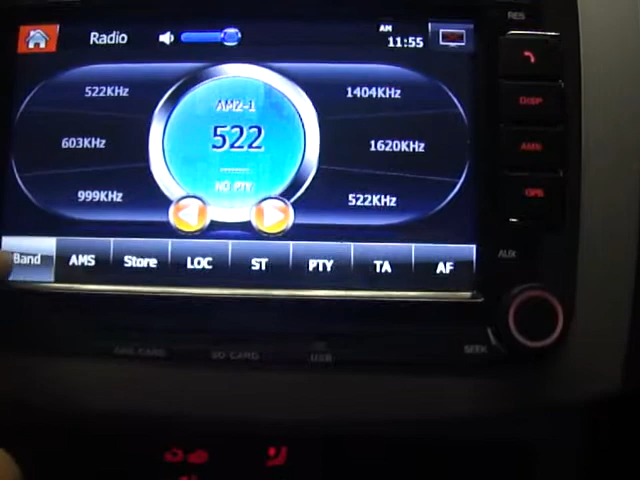 RES
Radio
AM
11:55
522KHz
AM2-1
1404KHz
DISP
603KHz
522
1620KHz
AMS
NO PTY
999KHz
522KHz
GPS
Band AMS Store LOC ST PTY TA AF
AUX
SD CARD
USB
SEEK